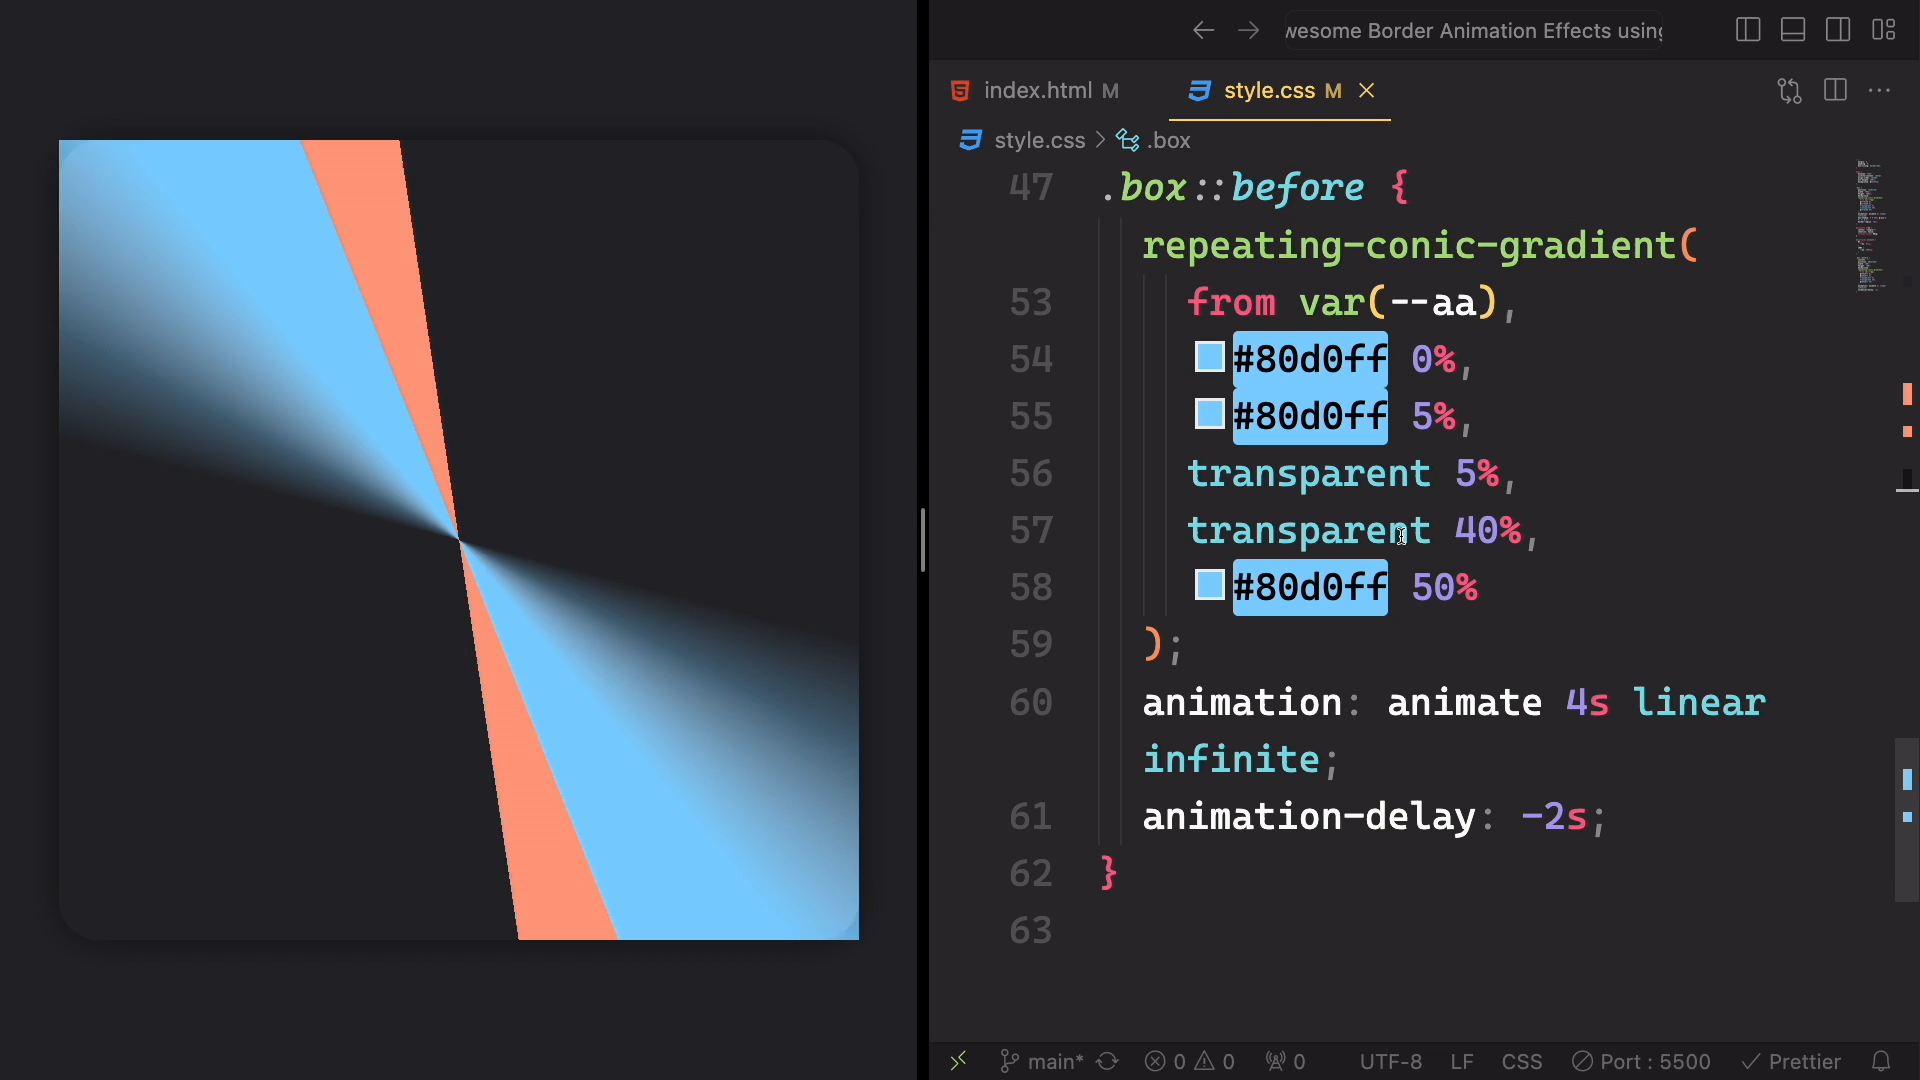 wesome Border Animation Effects using
index.html M
style.css M
style.css > .box
47 .box::before {
repeating-conic-gradient(
53 from var(--aa),
54 #80d0ff 0%,
55 #80d0ff 5%,
56 transparent 5%,
57 transparent 40%,
58 #80d0ff 50%
59 );
60 animation: animate 4s linear
infinite;
61 animation-delay: -2s;
62 }
63
main* 0 0 0 UTF-8 LF CSS Port : 5500 Prettier